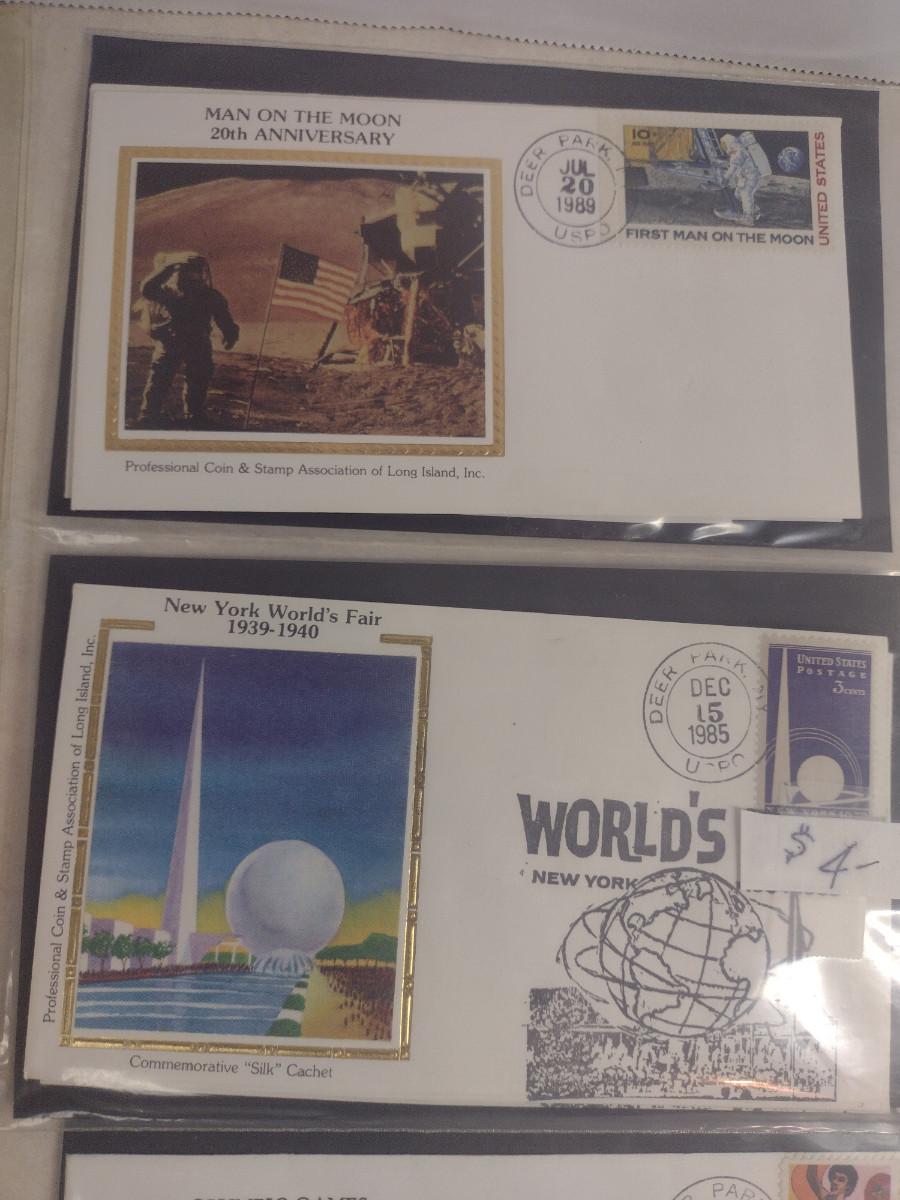 MAN ON THE MOON
20th ANNIVERSARY
DEER PARK,
JUL
20
1989
USPO
10
FIRST MAN ON THE MOON
UNITED STATES
Professional Coin & Stamp Association of Long Island, Inc.
New York World's Fair
1939-1940
Professional Coin & Stamp Association of Long Island, Inc.
Commemorative "Silk" Cachet
DEER PARK, NY
DEC
15
1985
UNITED STATES
POSTAGE
3 CENTS
$4-
WORLD'S
NEW YORK
PAR